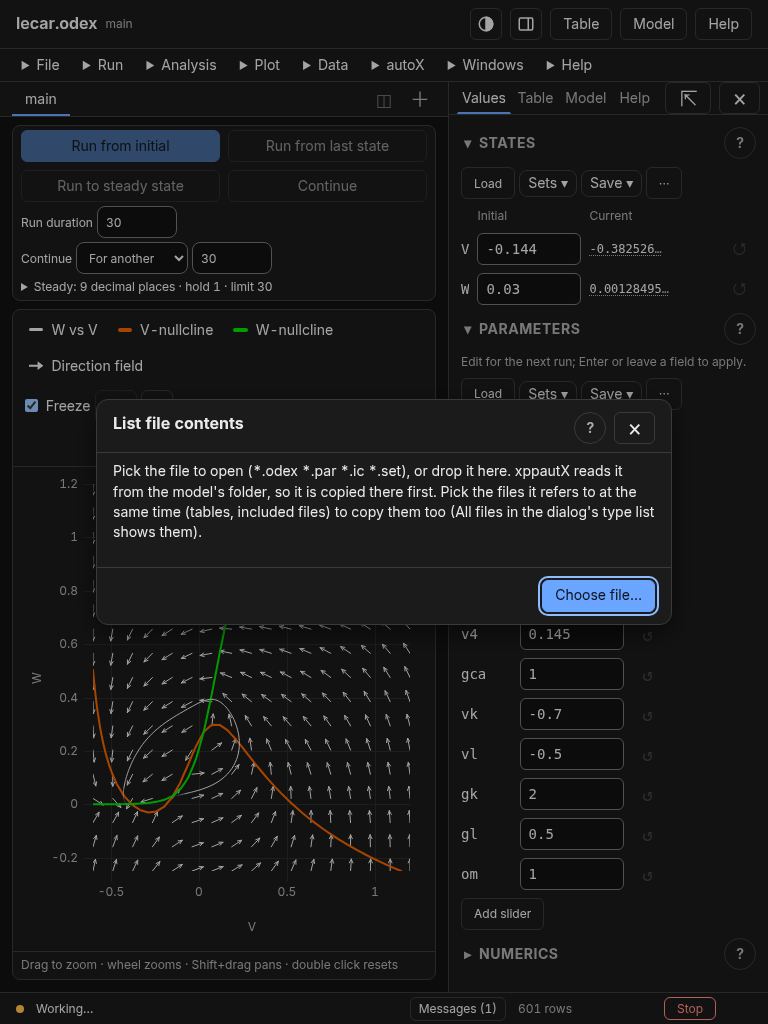 lecar.odex main
Table Model Help
File Run Analysis Plot Data autoX Windows Help
main
Values Table Model Help
Run from initial Run from last state
Run to steady state Continue
Run duration 30
Continue For another 30
Steady: 9 decimal places · hold 1 · limit 30
W vs V V-nullcline W-nullcline
Direction field
Freeze
STATES ?
Load Sets ▾ Save ▾ ...
Initial Current
V -0.144 -0.382526…
W 0.03 0.00128495…
PARAMETERS ?
Edit for the next run; Enter or leave a field to apply.
Load Sets ▾ Save ▾ ...
List file contents ? ×
Pick the file to open (*.odex *.par *.ic *.set), or drop it here. xppautX reads it
from the model's folder, so it is copied there first. Pick the files it refers to at the
same time (tables, included files) to copy them too (All files in the dialog's type list
shows them).
Choose file...
1.2
1
0.8
0.6
0.4
0.2
0
-0.2
W
-0.5 0 0.5 1
V
Drag to zoom · wheel zooms · Shift+drag pans · double click resets
v4 0.145
gca 1
vk -0.7
vl -0.5
gk 2
gl 0.5
om 1
Add slider
NUMERICS ?
Working... Messages (1) 601 rows Stop